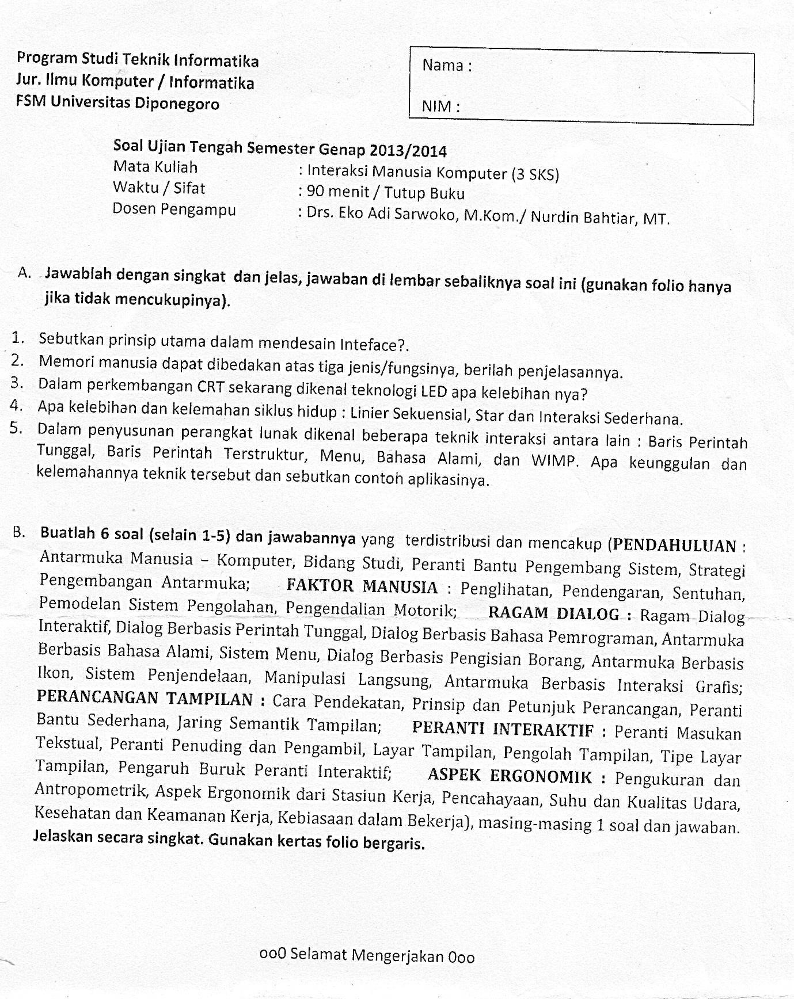 Program Studi Teknik Informatika
Jur. Ilmu Komputer / Informatika
FSM Universitas Diponegoro
Nama :
NIM :
Soal Ujian Tengah Semester Genap 2013/2014
Mata Kuliah : Interaksi Manusia Komputer (3 SKS)
Waktu / Sifat : 90 menit / Tutup Buku
Dosen Pengampu : Drs. Eko Adi Sarwoko, M.Kom./ Nurdin Bahtiar, MT.
A. Jawablah dengan singkat dan jelas, jawaban di lembar sebaliknya soal ini (gunakan folio hanya
jika tidak mencukupinya).
1. Sebutkan prinsip utama dalam mendesain Inteface?.
2. Memori manusia dapat dibedakan atas tiga jenis/fungsinya, berilah penjelasannya.
3. Dalam perkembangan CRT sekarang dikenal teknologi LED apa kelebihan nya?
4. Apa kelebihan dan kelemahan siklus hidup : Linier Sekuensial, Star dan Interaksi Sederhana.
5. Dalam penyusunan perangkat lunak dikenal beberapa teknik interaksi antara lain : Baris Perintah
Tunggal, Baris Perintah Terstruktur, Menu, Bahasa Alami, dan WIMP. Apa keunggulan dan
kelemahannya teknik tersebut dan sebutkan contoh aplikasinya.
B. Buatlah 6 soal (selain 1-5) dan jawabannya yang terdistribusi dan mencakup (PENDAHULUAN :
Antarmuka Manusia – Komputer, Bidang Studi, Peranti Bantu Pengembang Sistem, Strategi
Pengembangan Antarmuka; FAKTOR MANUSIA : Penglihatan, Pendengaran, Sentuhan,
Pemodelan Sistem Pengolahan, Pengendalian Motorik; RAGAM DIALOG : Ragam Dialog
Interaktif, Dialog Berbasis Perintah Tunggal, Dialog Berbasis Bahasa Pemrograman, Antarmuka
Berbasis Bahasa Alami, Sistem Menu, Dialog Berbasis Pengisian Borang, Antarmuka Berbasis
Ikon, Sistem Penjendelaan, Manipulasi Langsung, Antarmuka Berbasis Interaksi Grafis;
PERANCANGAN TAMPILAN : Cara Pendekatan, Prinsip dan Petunjuk Perancangan, Peranti
Bantu Sederhana, Jaring Semantik Tampilan; PERANTI INTERAKTIF : Peranti Masukan
Tekstual, Peranti Penuding dan Pengambil, Layar Tampilan, Pengolah Tampilan, Tipe Layar
Tampilan, Pengaruh Buruk Peranti Interaktif; ASPEK ERGONOMIK : Pengukuran dan
Antropometrik, Aspek Ergonomik dari Stasiun Kerja, Pencahayaan, Suhu dan Kualitas Udara,
Kesehatan dan Keamanan Kerja, Kebiasaan dalam Bekerja), masing-masing 1 soal dan jawaban.
Jelaskan secara singkat. Gunakan kertas folio bergaris.
oo0 Selamat Mengerjakan 0oo